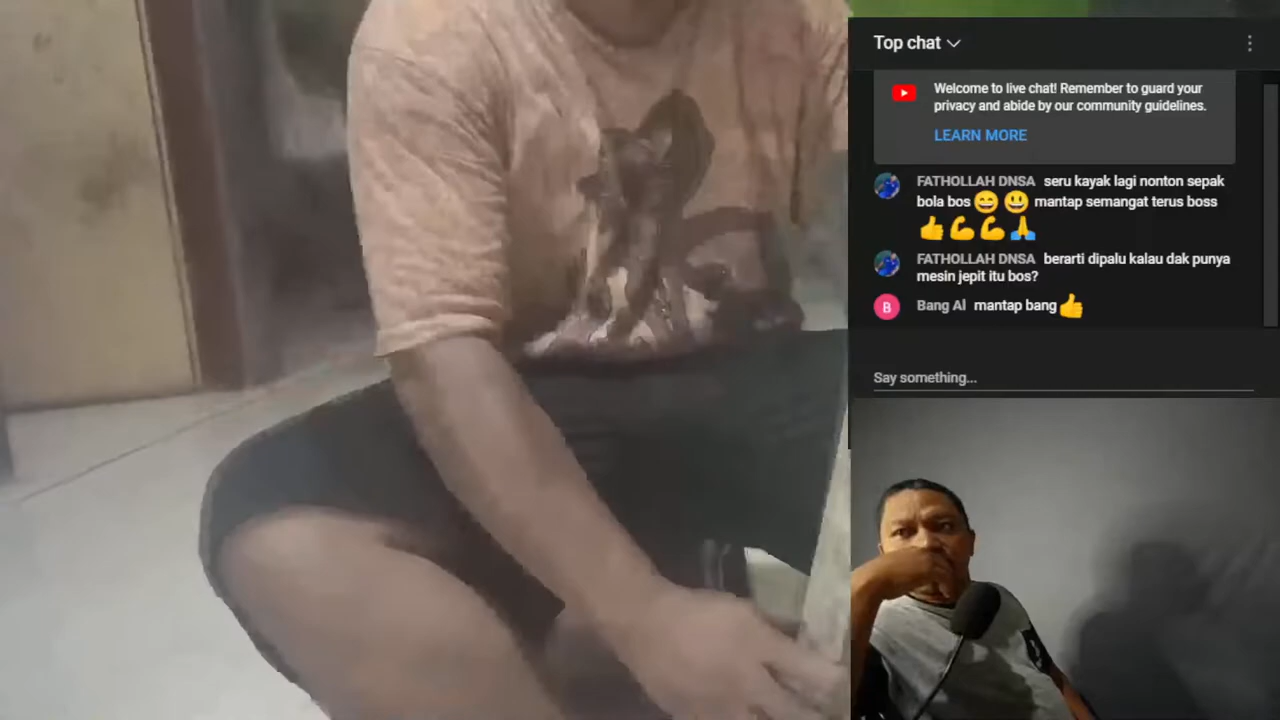 Top chat
Welcome to live chat! Remember to guard your
privacy and abide by our community guidelines.
LEARN MORE
FATHOLLAH DNSA seru kayak lagi nonton sepak
bola bos 😄 😃 mantap semangat terus boss
👍💪💪🙏
FATHOLLAH DNSA berarti dipalu kalau dak punya
mesin jepit itu bos?
B Bang Al mantap bang👍
Say something...